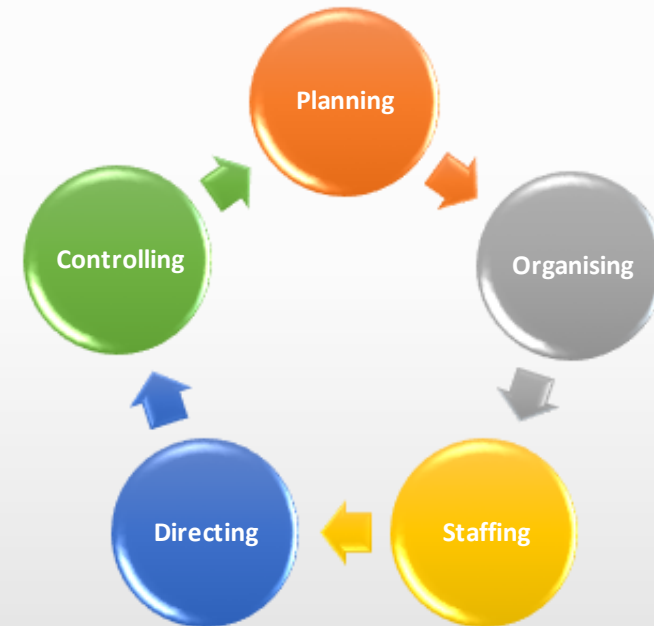 Planning
Organising
Staffing
Directing
Controlling